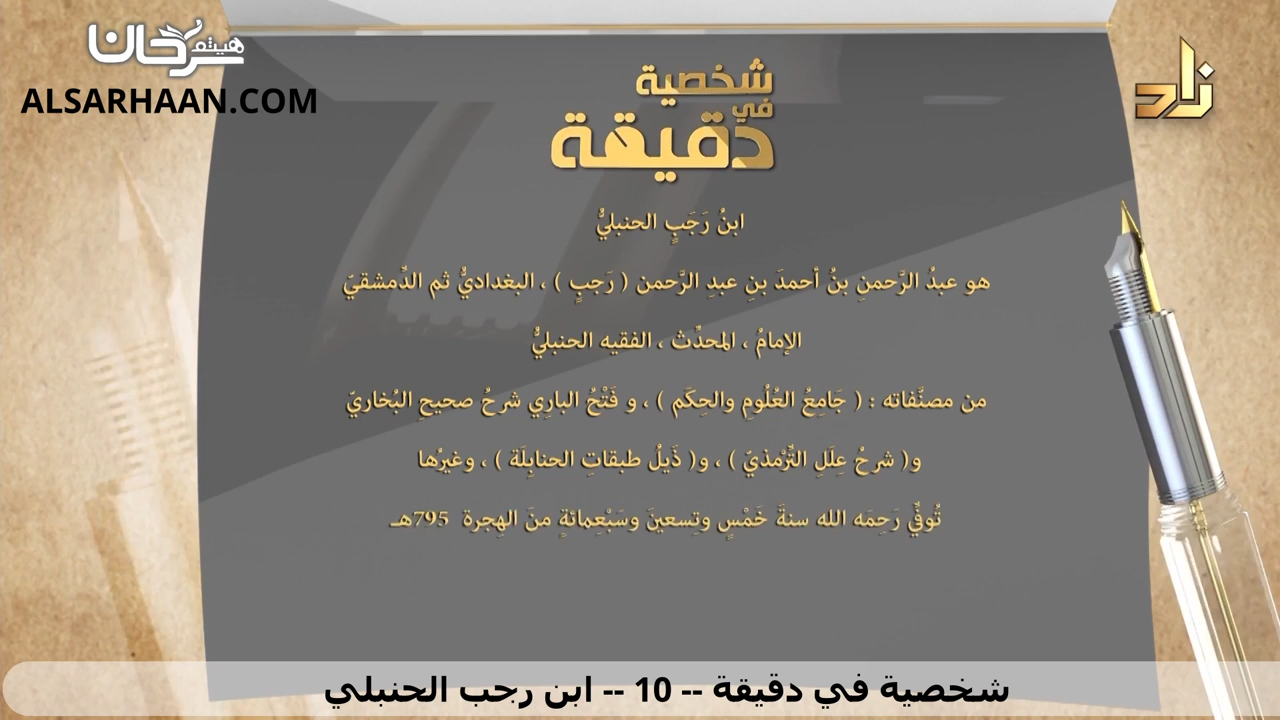 هيثم سرحان
ALSARHAAN.COM
زاد
شخصية
في
دقيقة
ابنُ رَجَبٍ الحنبليُّ
هو عبدُ الرَّحمنِ بنُ أحمدَ بنِ عبدِ الرَّحمن ( رَجبٍ ) ، البغداديُّ ثم الدِّمشقيّ
الإمامُ ، المحدِّث ، الفقيه الحنبليُّ
من مصنَّفاته : ( جَامِعُ العُلُومِ والحِكَم ) ، و فَتْحُ البارِي شرحُ صحيحِ البُخاريّ
و( شرحُ عِلَلِ التِّرْمذيّ ) ، و( ذَيلُ طبقاتِ الحنابِلَة ) ، وغيرُها
تُوفِّيَ رَحِمَه الله سنةَ خَمْسٍ وتِسعينَ وسَبْعِمائةٍ منَ الهِجرة 795هـ
شخصية في دقيقة -- 10 -- ابن رجب الحنبلي